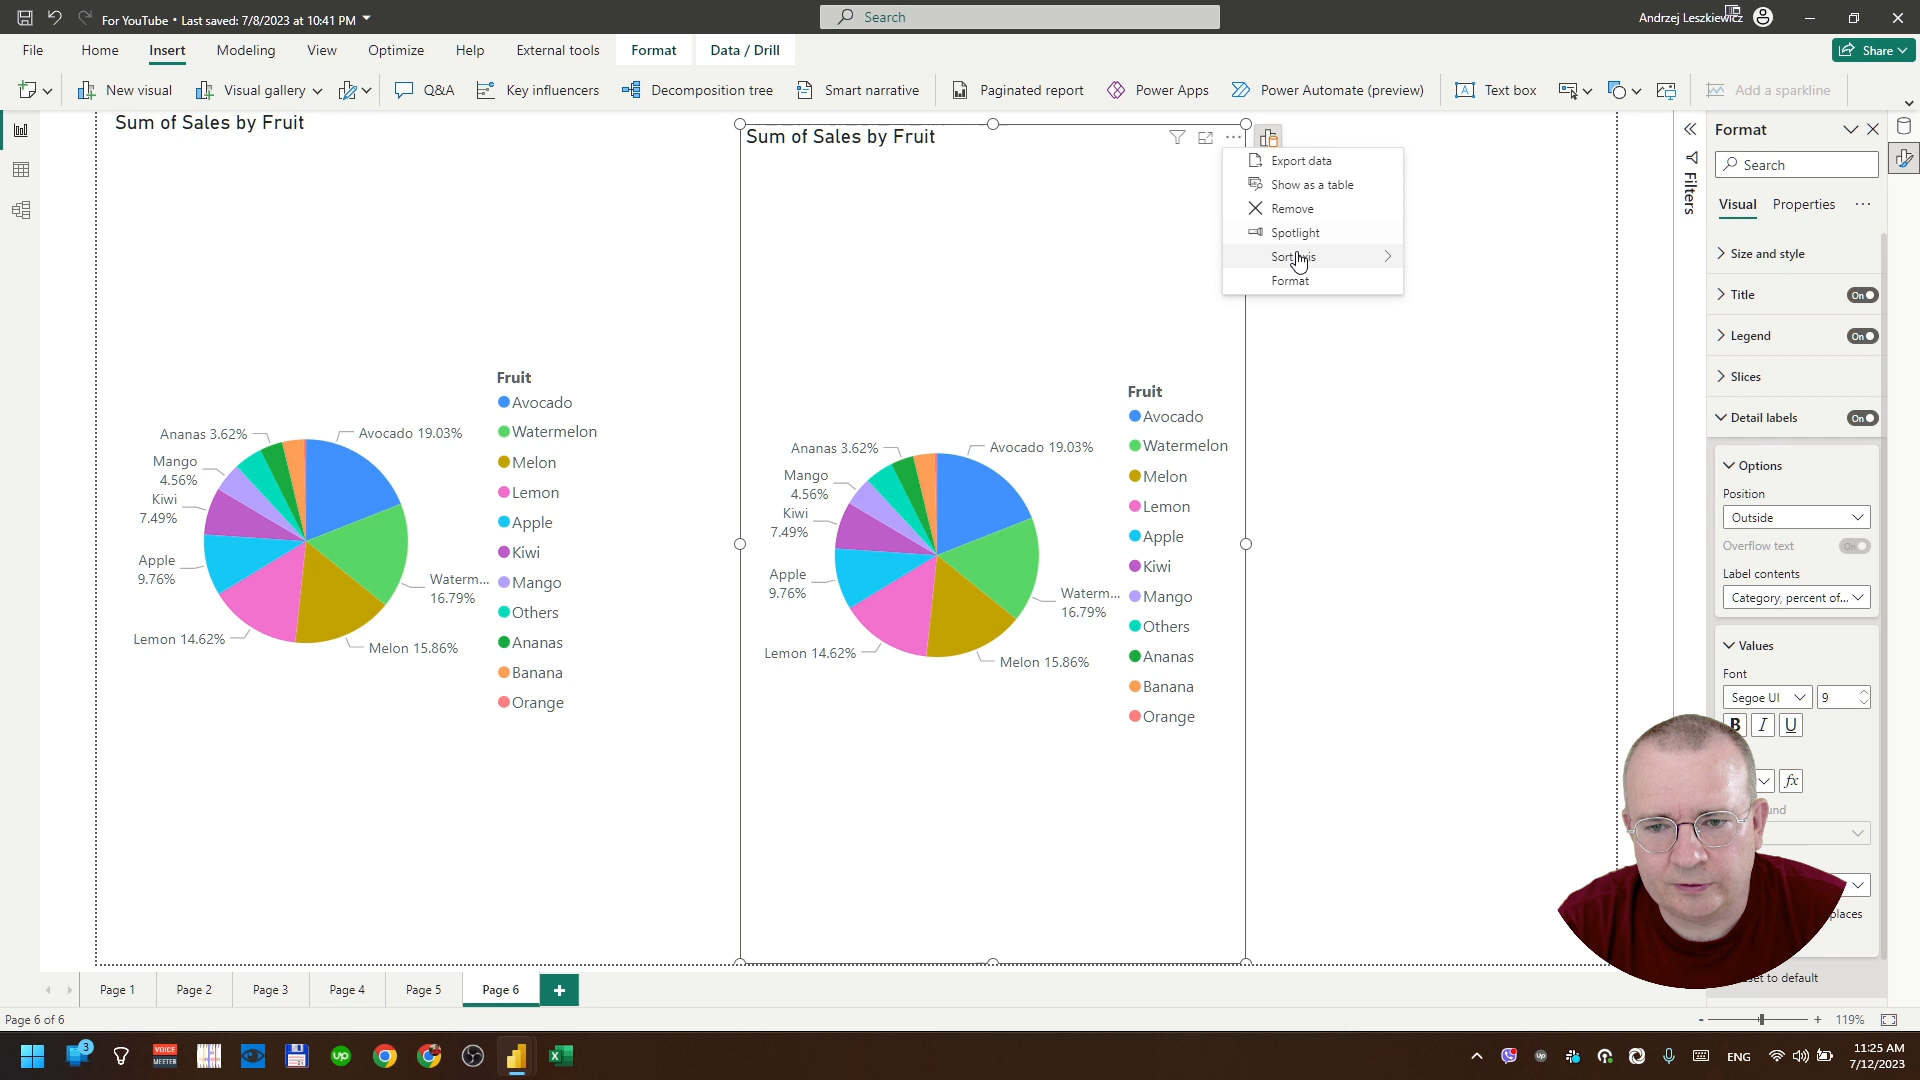 For YouTube • Last saved: 7/8/2023 at 10:41 PM
Search
Andrzej Leszkiewicz
File
Home
Insert
Modeling
View
Optimize
Help
External tools
Format
Data / Drill
Share
New visual
Visual gallery
Q&A
Key influencers
Decomposition tree
Smart narrative
Paginated report
Power Apps
Power Automate (preview)
Text box
Add a sparkline
Sum of Sales by Fruit
Ananas 3.62%
Avocado 19.03%
Mango
4.56%
Kiwi
7.49%
Apple
9.76%
Waterm...
16.79%
Lemon 14.62%
Melon 15.86%
Fruit
Avocado
Watermelon
Melon
Lemon
Apple
Kiwi
Mango
Others
Ananas
Banana
Orange
Sum of Sales by Fruit
Ananas 3.62%
Avocado 19.03%
Mango
4.56%
Kiwi
7.49%
Apple
9.76%
Waterm...
16.79%
Lemon 14.62%
Melon 15.86%
Fruit
Avocado
Watermelon
Melon
Lemon
Apple
Kiwi
Mango
Others
Ananas
Banana
Orange
Export data
Show as a table
Remove
Spotlight
Sort axis
Format
Filters
Format
Search
Visual
Properties
Size and style
Title
On
Legend
On
Slices
Detail labels
On
Options
Position
Outside
Overflow text
On
Label contents
Category, percent of...
Values
Font
Segoe UI
9
B
I
U
fx
Page 1
Page 2
Page 3
Page 4
Page 5
Page 6
Page 6 of 6
- + 119%
3
VOICE
MEETER
up
ENG
11:25 AM
7/12/2023